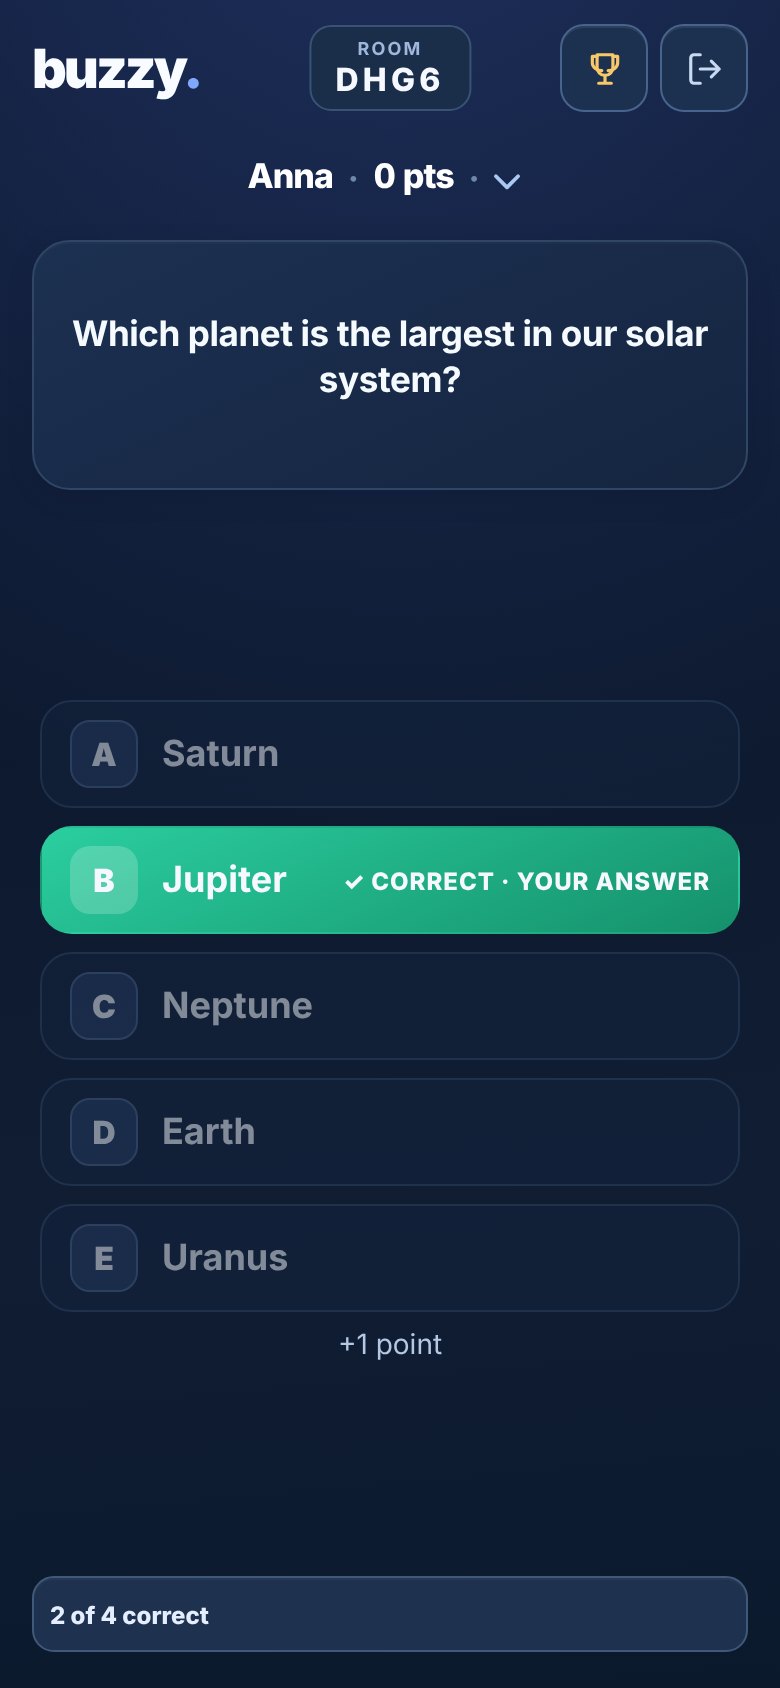 buzzy.
ROOM
DHG6
Anna · 0 pts ·
Which planet is the largest in our solar
system?
A Saturn
B Jupiter ✓ CORRECT · YOUR ANSWER
C Neptune
D Earth
E Uranus
+1 point
2 of 4 correct